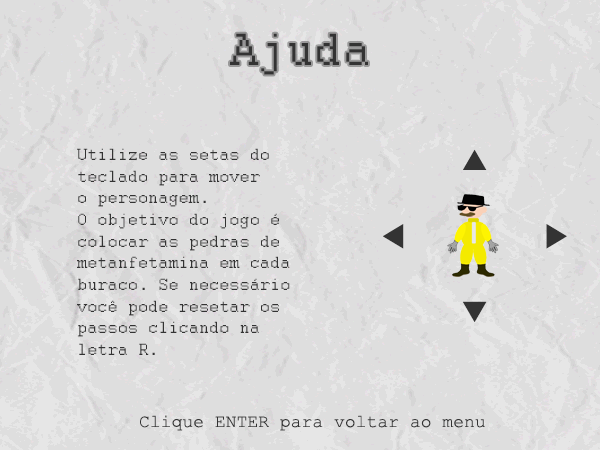 Ajuda
Utilize as setas do
teclado para mover
o personagem.
O objetivo do jogo é
colocar as pedras de
metanfetamina em cada
buraco. Se necessário
você pode resetar os
passos clicando na
letra R.
Clique ENTER para voltar ao menu